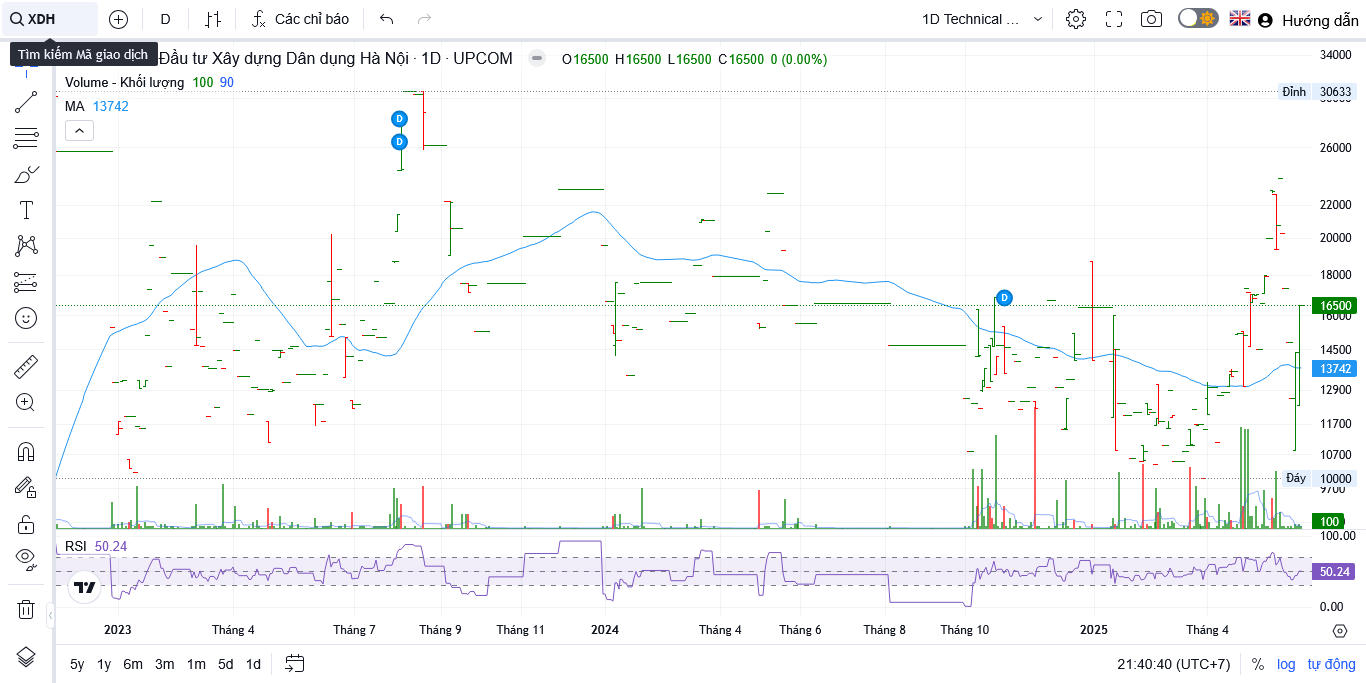 XDH
D
Các chỉ báo
1D Technical ...
Hướng dẫn
Tìm kiếm Mã giao dịch
Đầu tư Xây dựng Dân dụng Hà Nội · 1D · UPCOM
O16500 H16500 L16500 C16500 0 (0.00%)
Volume - Khối lượng 100 90
MA 13742
34000
Đỉnh 30633
30000
D
D
26000
22000
20000
18000
D
16500
16000
14500
13742
12900
11700
10700
Đáy 10000
9700
100
RSI 50.24
100.00
50.24
0.00
2023 Tháng 4 Tháng 7 Tháng 9 Tháng 11 2024 Tháng 4 Tháng 6 Tháng 8 Tháng 10 2025 Tháng 4
5y 1y 6m 3m 1m 5d 1d
21:40:40 (UTC+7) % log tự động